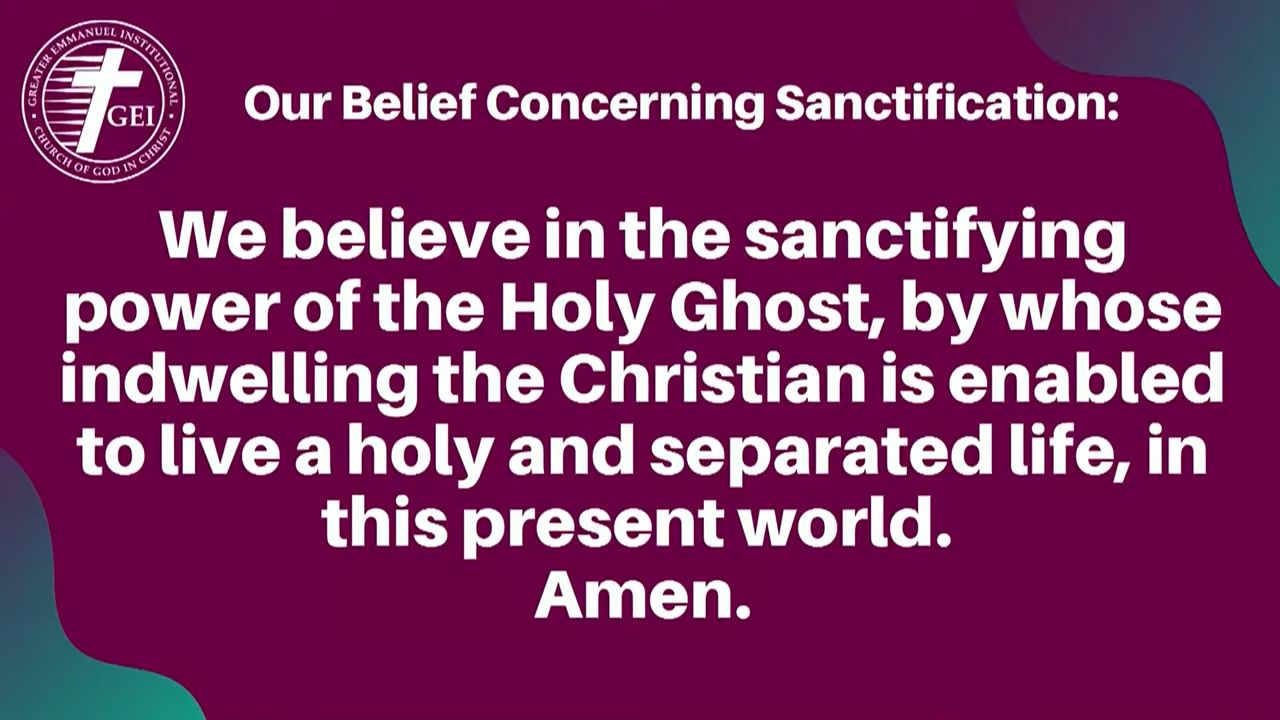 GREATER EMMANUEL INSTITUTIONAL
GEI
CHURCH OF GOD IN CHRIST
Our Belief Concerning Sanctification:
We believe in the sanctifying
power of the Holy Ghost, by whose
indwelling the Christian is enabled
to live a holy and separated life, in
this present world.
Amen.